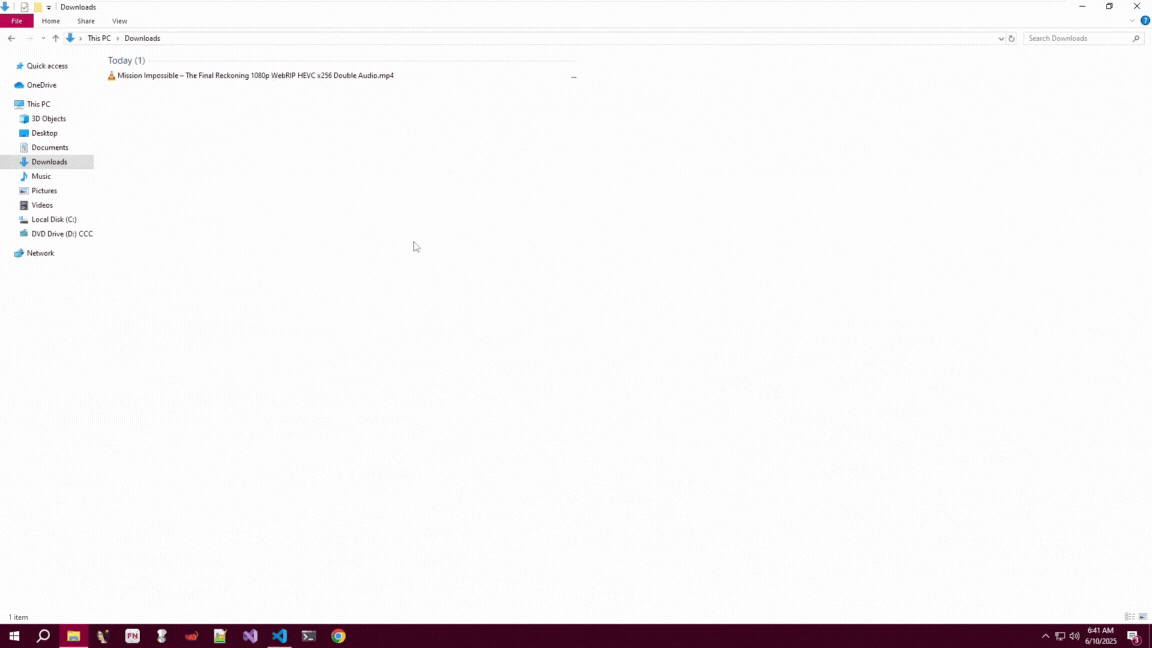 Downloads
File Home Share View
This PC › Downloads
Search Downloads
Quick access
OneDrive
This PC
3D Objects
Desktop
Documents
Downloads
Music
Pictures
Videos
Local Disk (C:)
DVD Drive (D:) CCC
Network
Today (1)
Mission Impossible – The Final Reckoning 1080p WebRIP HEVC x256 Double Audio.mp4 ...
1 item
FN
6:41 AM
6/10/2025
3